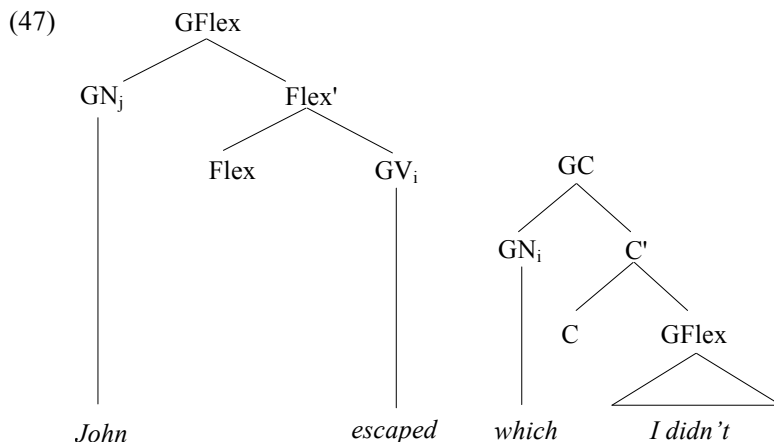 (47)
GFlex
GNj Flex'
Flex GVi GC
GNi C'
C GFlex
John escaped which I didn't